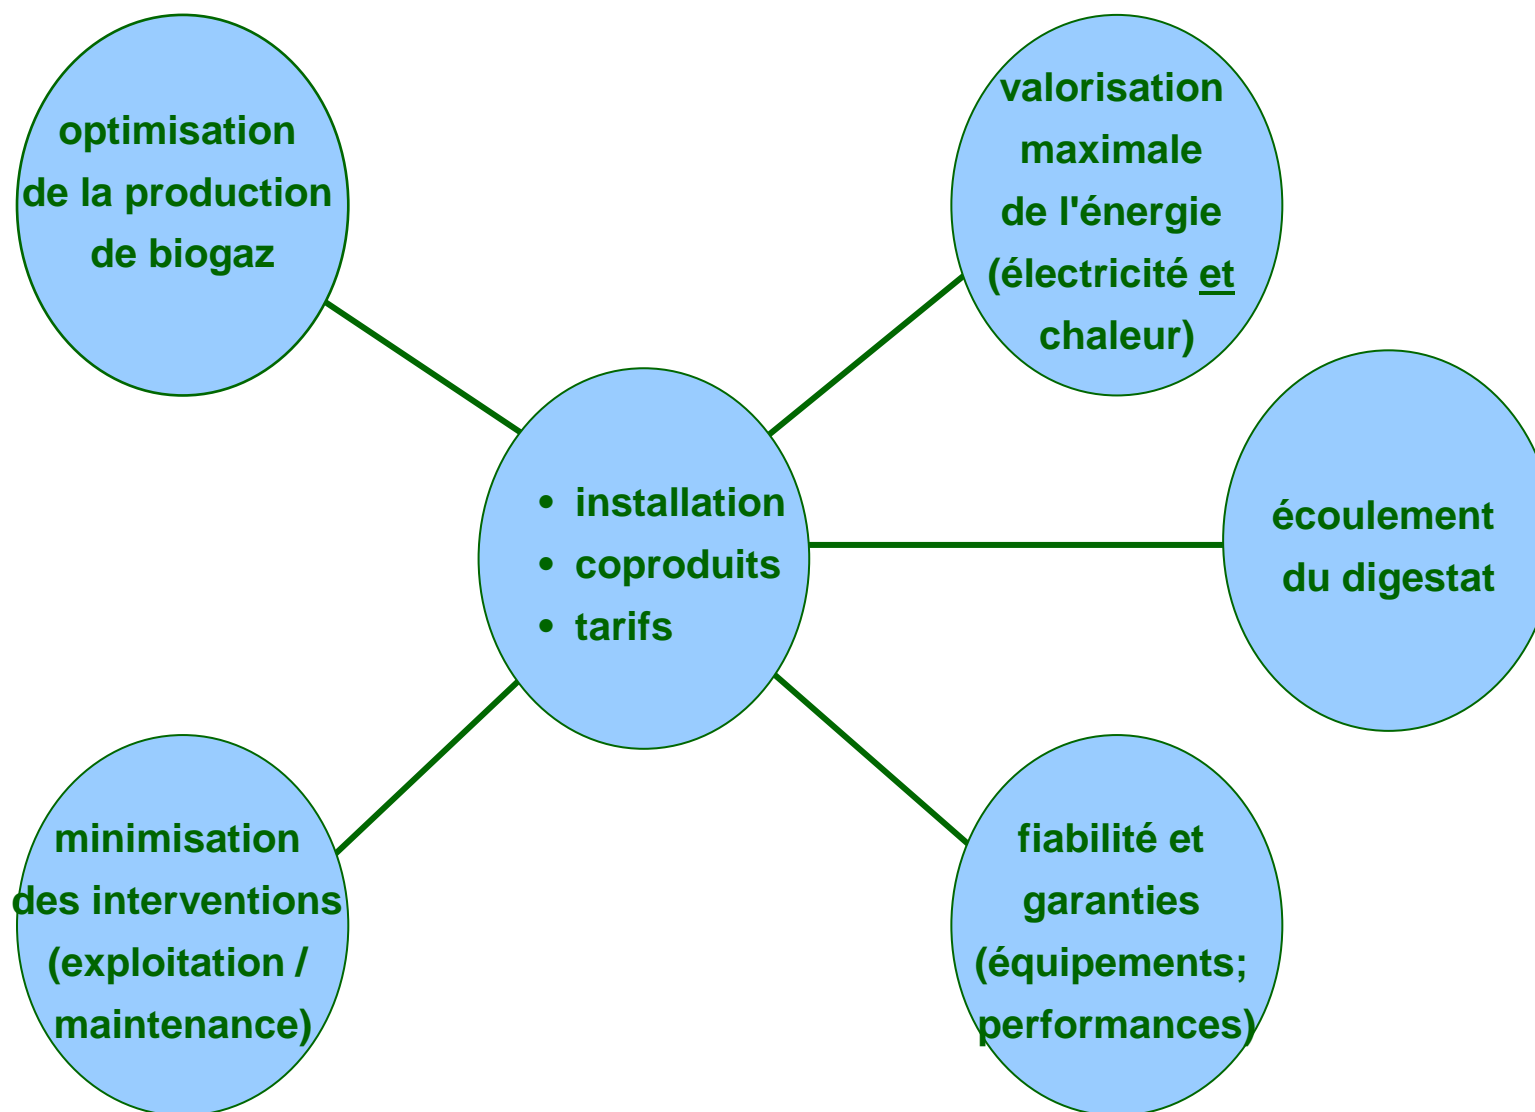 optimisation
de la production
de biogaz
valorisation
maximale
de l'énergie
(électricité et
chaleur)
• installation
• coproduits
• tarifs
écoulement
du digestat
minimisation
des interventions
(exploitation /
maintenance)
fiabilité et
garanties
(équipements;
performances)